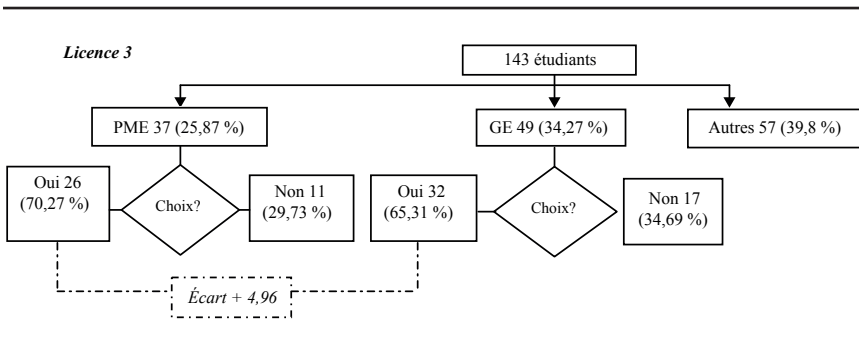 Licence 3
143 étudiants
PME 37 (25,87 %)
GE 49 (34,27 %)
Autres 57 (39,8 %)
Oui 26
(70,27 %)
Choix?
Non 11
(29,73 %)
Oui 32
(65,31 %)
Choix?
Non 17
(34,69 %)
Écart + 4,96